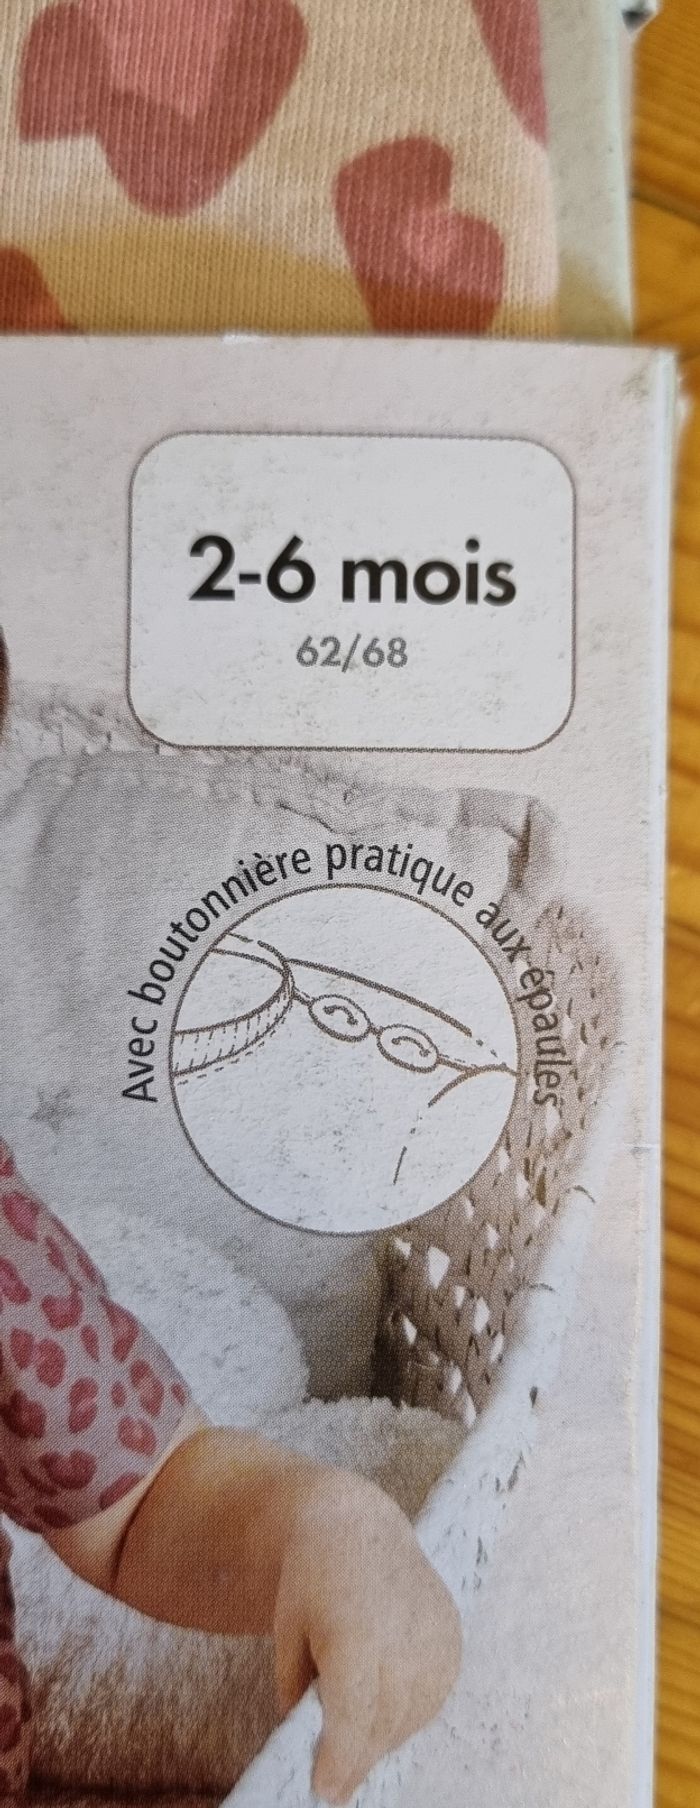 2-6 mois
62/68
Avec boutonnière pratique aux épaules